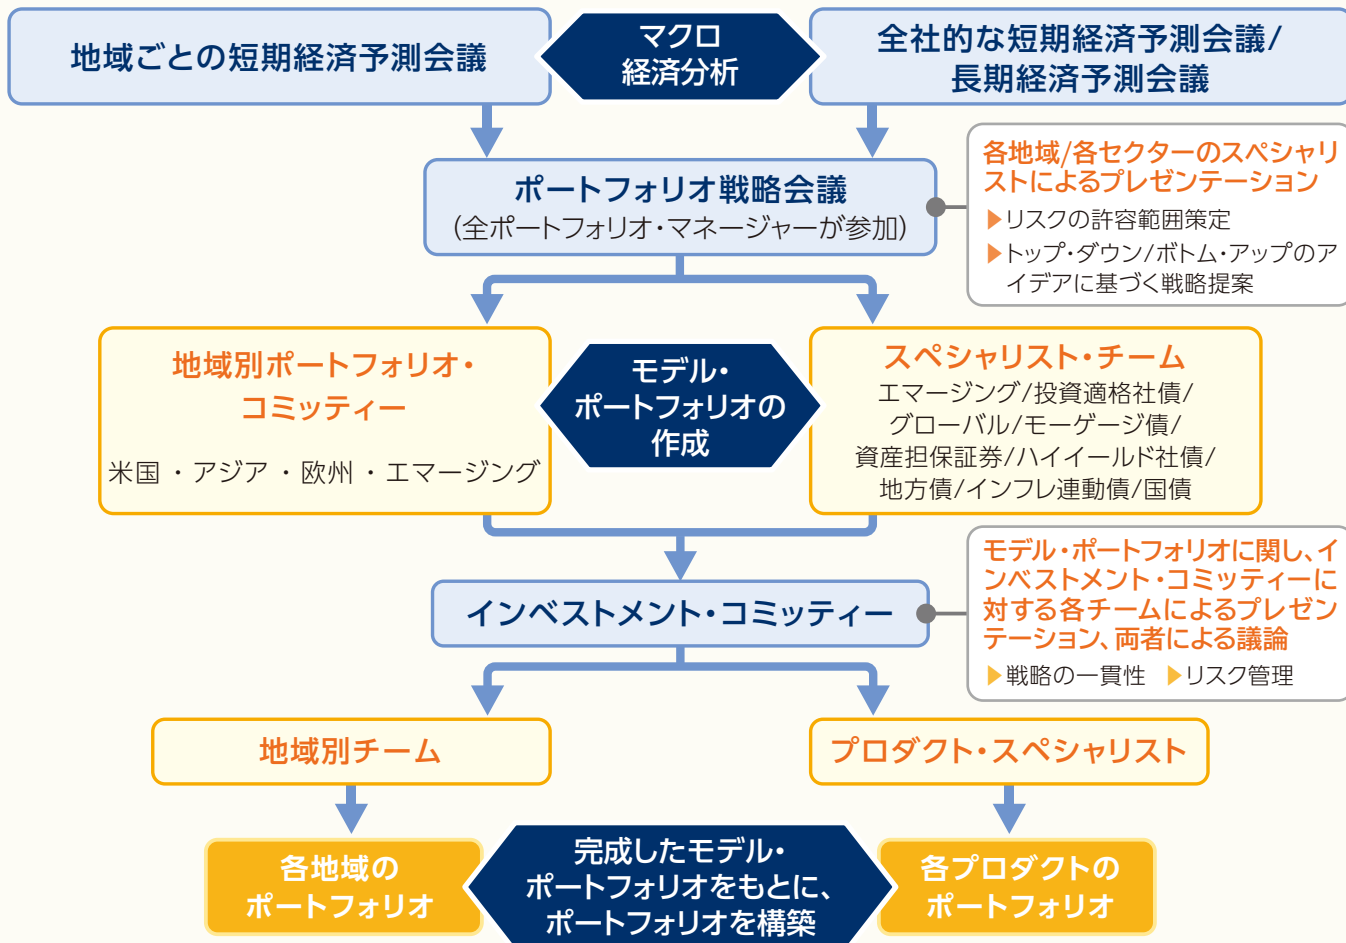 地域ごとの短期経済予測会議
マクロ
経済分析
全社的な短期経済予測会議/
長期経済予測会議
ポートフォリオ戦略会議
(全ポートフォリオ・マネージャーが参加)
各地域/各セクターのスペシャリ
ストによるプレゼンテーション
▶リスクの許容範囲策定
▶トップ・ダウン/ボトム・アップのア
イデアに基づく戦略提案
地域別ポートフォリオ・
コミッティー
米国 ・ アジア ・ 欧州 ・ エマージング
モデル・
ポートフォリオの
作成
スペシャリスト・チーム
エマージング/投資適格社債/
グローバル/モーゲージ債/
資産担保証券/ハイイールド社債/
地方債/インフレ連動債/国債
インベストメント・コミッティー
モデル・ポートフォリオに関し、イ
ンベストメント・コミッティーに
対する各チームによるプレゼン
テーション、両者による議論
▶戦略の一貫性 ▶リスク管理
地域別チーム
プロダクト・スペシャリスト
各地域の
ポートフォリオ
完成したモデル・
ポートフォリオをもとに、
ポートフォリオを構築
各プロダクトの
ポートフォリオ